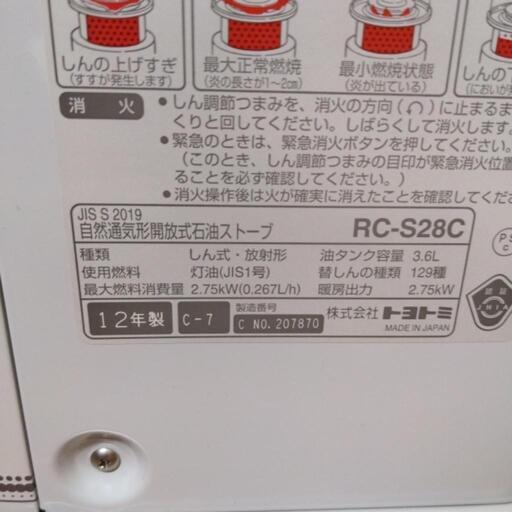 しんの上げすぎ
(すすが発生します)
最大正常燃焼
(炎の長さが1~2cm)
最小燃焼状態
(炎が出ている)
しんの
(においが
消火
●しん調節つまみを、消火の方向(↶)に止まるま
くりと回してください。しばらくして消火します。
●緊急のときは、緊急消火ボタンを押してください。
(このとき、しん調節つまみの目印が緊急消火位置
ることを必ず確認してください。)
●消火操作後は火が確実に消えたことを確認
JIS S 2019
自然通気形開放式石油ストーブ RC-S28C
種類 しん式・放射形 油タンク容量 3.6L
使用燃料 灯油(JIS1号) 替しんの種類 129種
最大燃料消費量 2.75kW(0.267L/h) 暖房出力 2.75kW
12年製 C-7 製造番号 C NO.207870 株式会社トヨトミ
MADE IN JAPAN
PS
C
JHIA